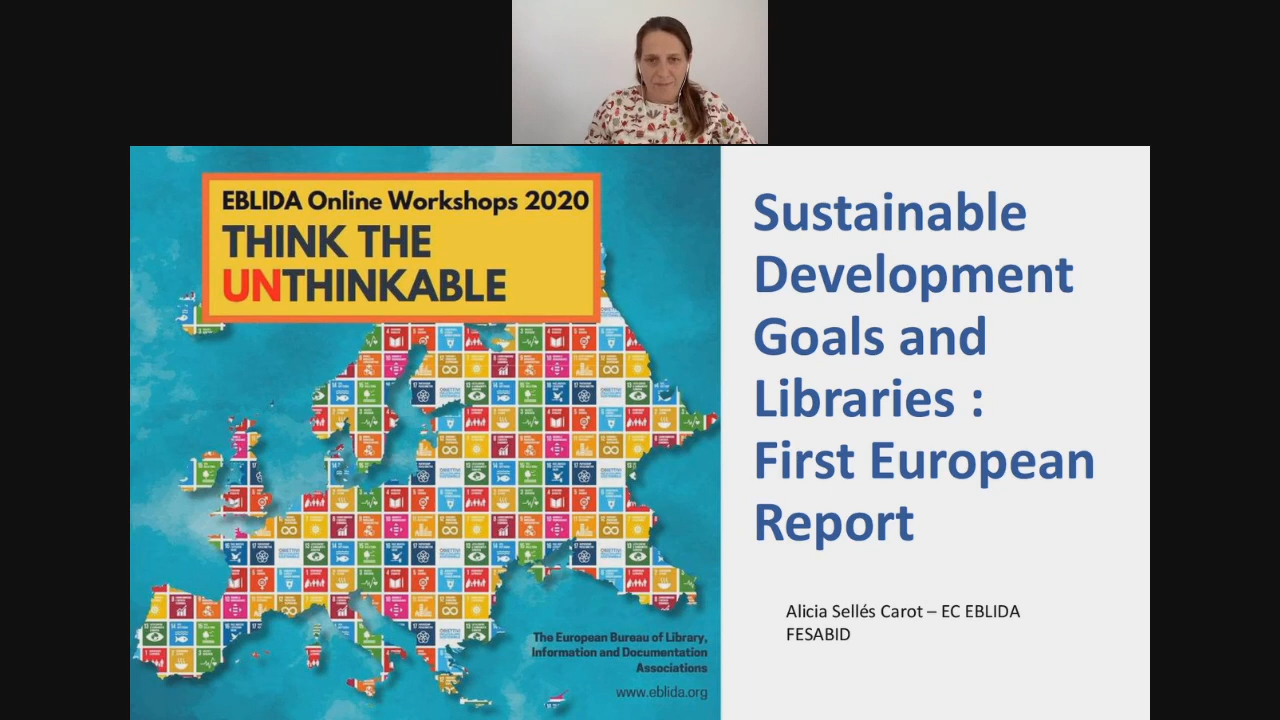 EBLIDA Online Workshops 2020
THINK THE
UNTHINKABLE
The European Bureau of Library,
Information and Documentation
Associations
www.eblida.org
Sustainable
Development
Goals and
Libraries :
First European
Report
Alicia Sellés Carot – EC EBLIDA
FESABID